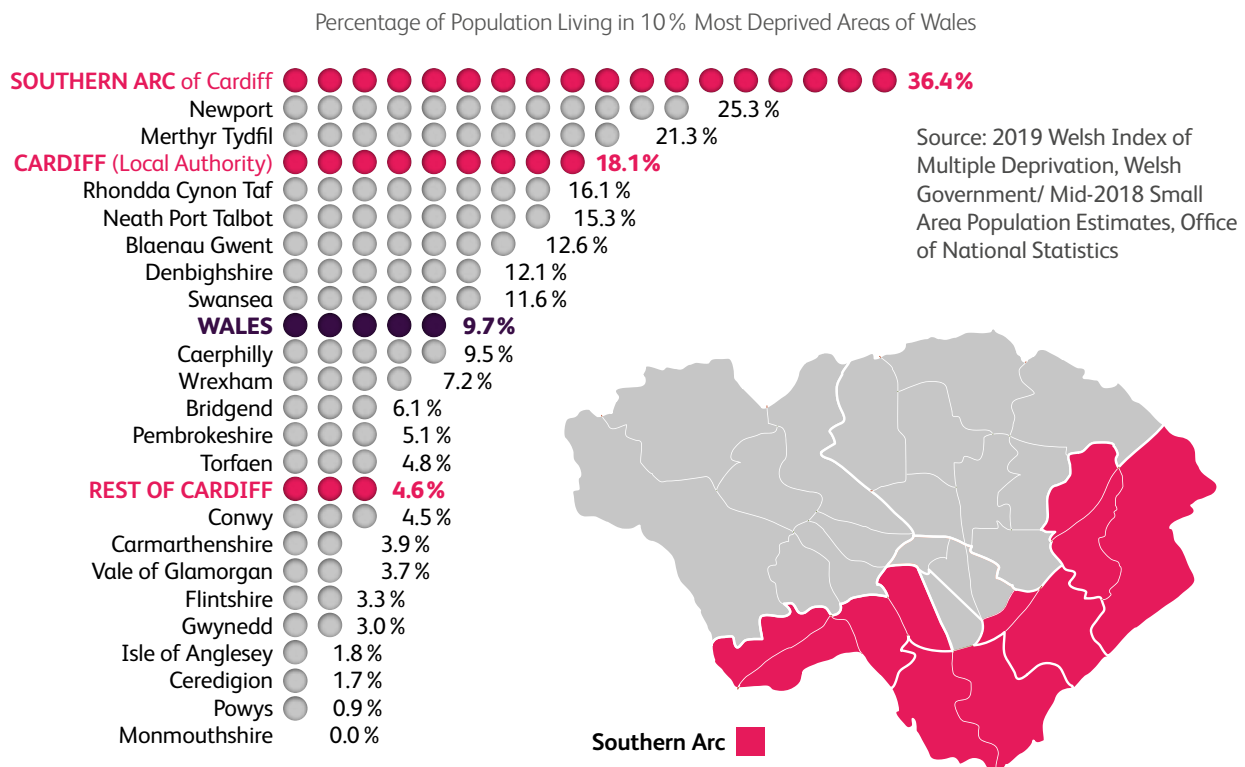 Percentage of Population Living in 10% Most Deprived Areas of Wales
SOUTHERN ARC of Cardiff 36.4%
Newport 25.3%
Merthyr Tydfil 21.3%
CARDIFF (Local Authority) 18.1%
Rhondda Cynon Taf 16.1%
Neath Port Talbot 15.3%
Blaenau Gwent 12.6%
Denbighshire 12.1%
Swansea 11.6%
WALES 9.7%
Caerphilly 9.5%
Wrexham 7.2%
Bridgend 6.1%
Pembrokeshire 5.1%
Torfaen 4.8%
REST OF CARDIFF 4.6%
Conwy 4.5%
Carmarthenshire 3.9%
Vale of Glamorgan 3.7%
Flintshire 3.3%
Gwynedd 3.0%
Isle of Anglesey 1.8%
Ceredigion 1.7%
Powys 0.9%
Monmouthshire 0.0%
Source: 2019 Welsh Index of
Multiple Deprivation, Welsh
Government/ Mid-2018 Small
Area Population Estimates, Office
of National Statistics
Southern Arc